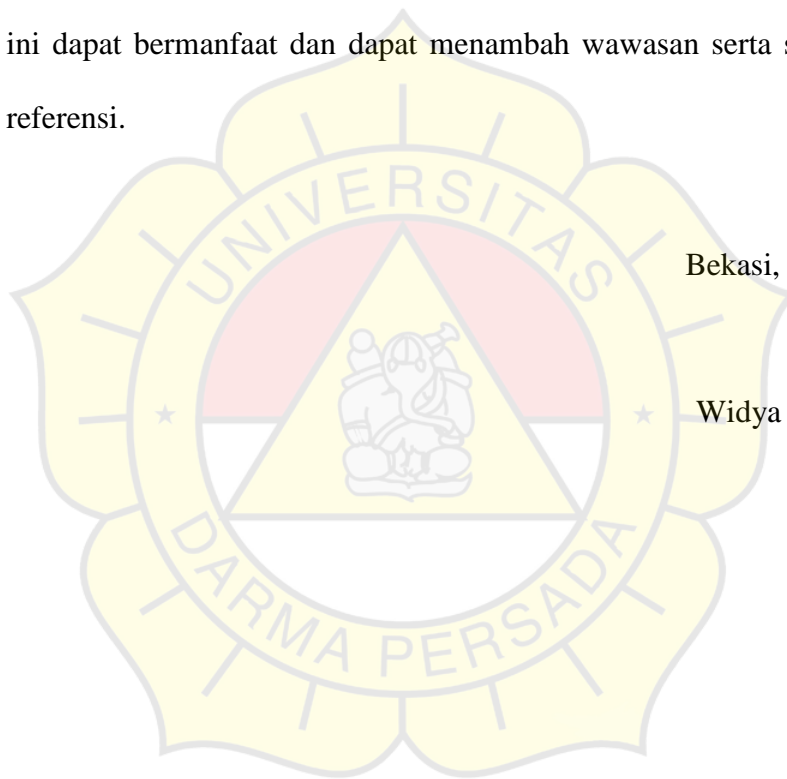 ini dapat bermanfaat dan dapat menambah wawasan serta
referensi.
UNIVERSITAS
Bekasi,
Widya
DARMA PERSADA